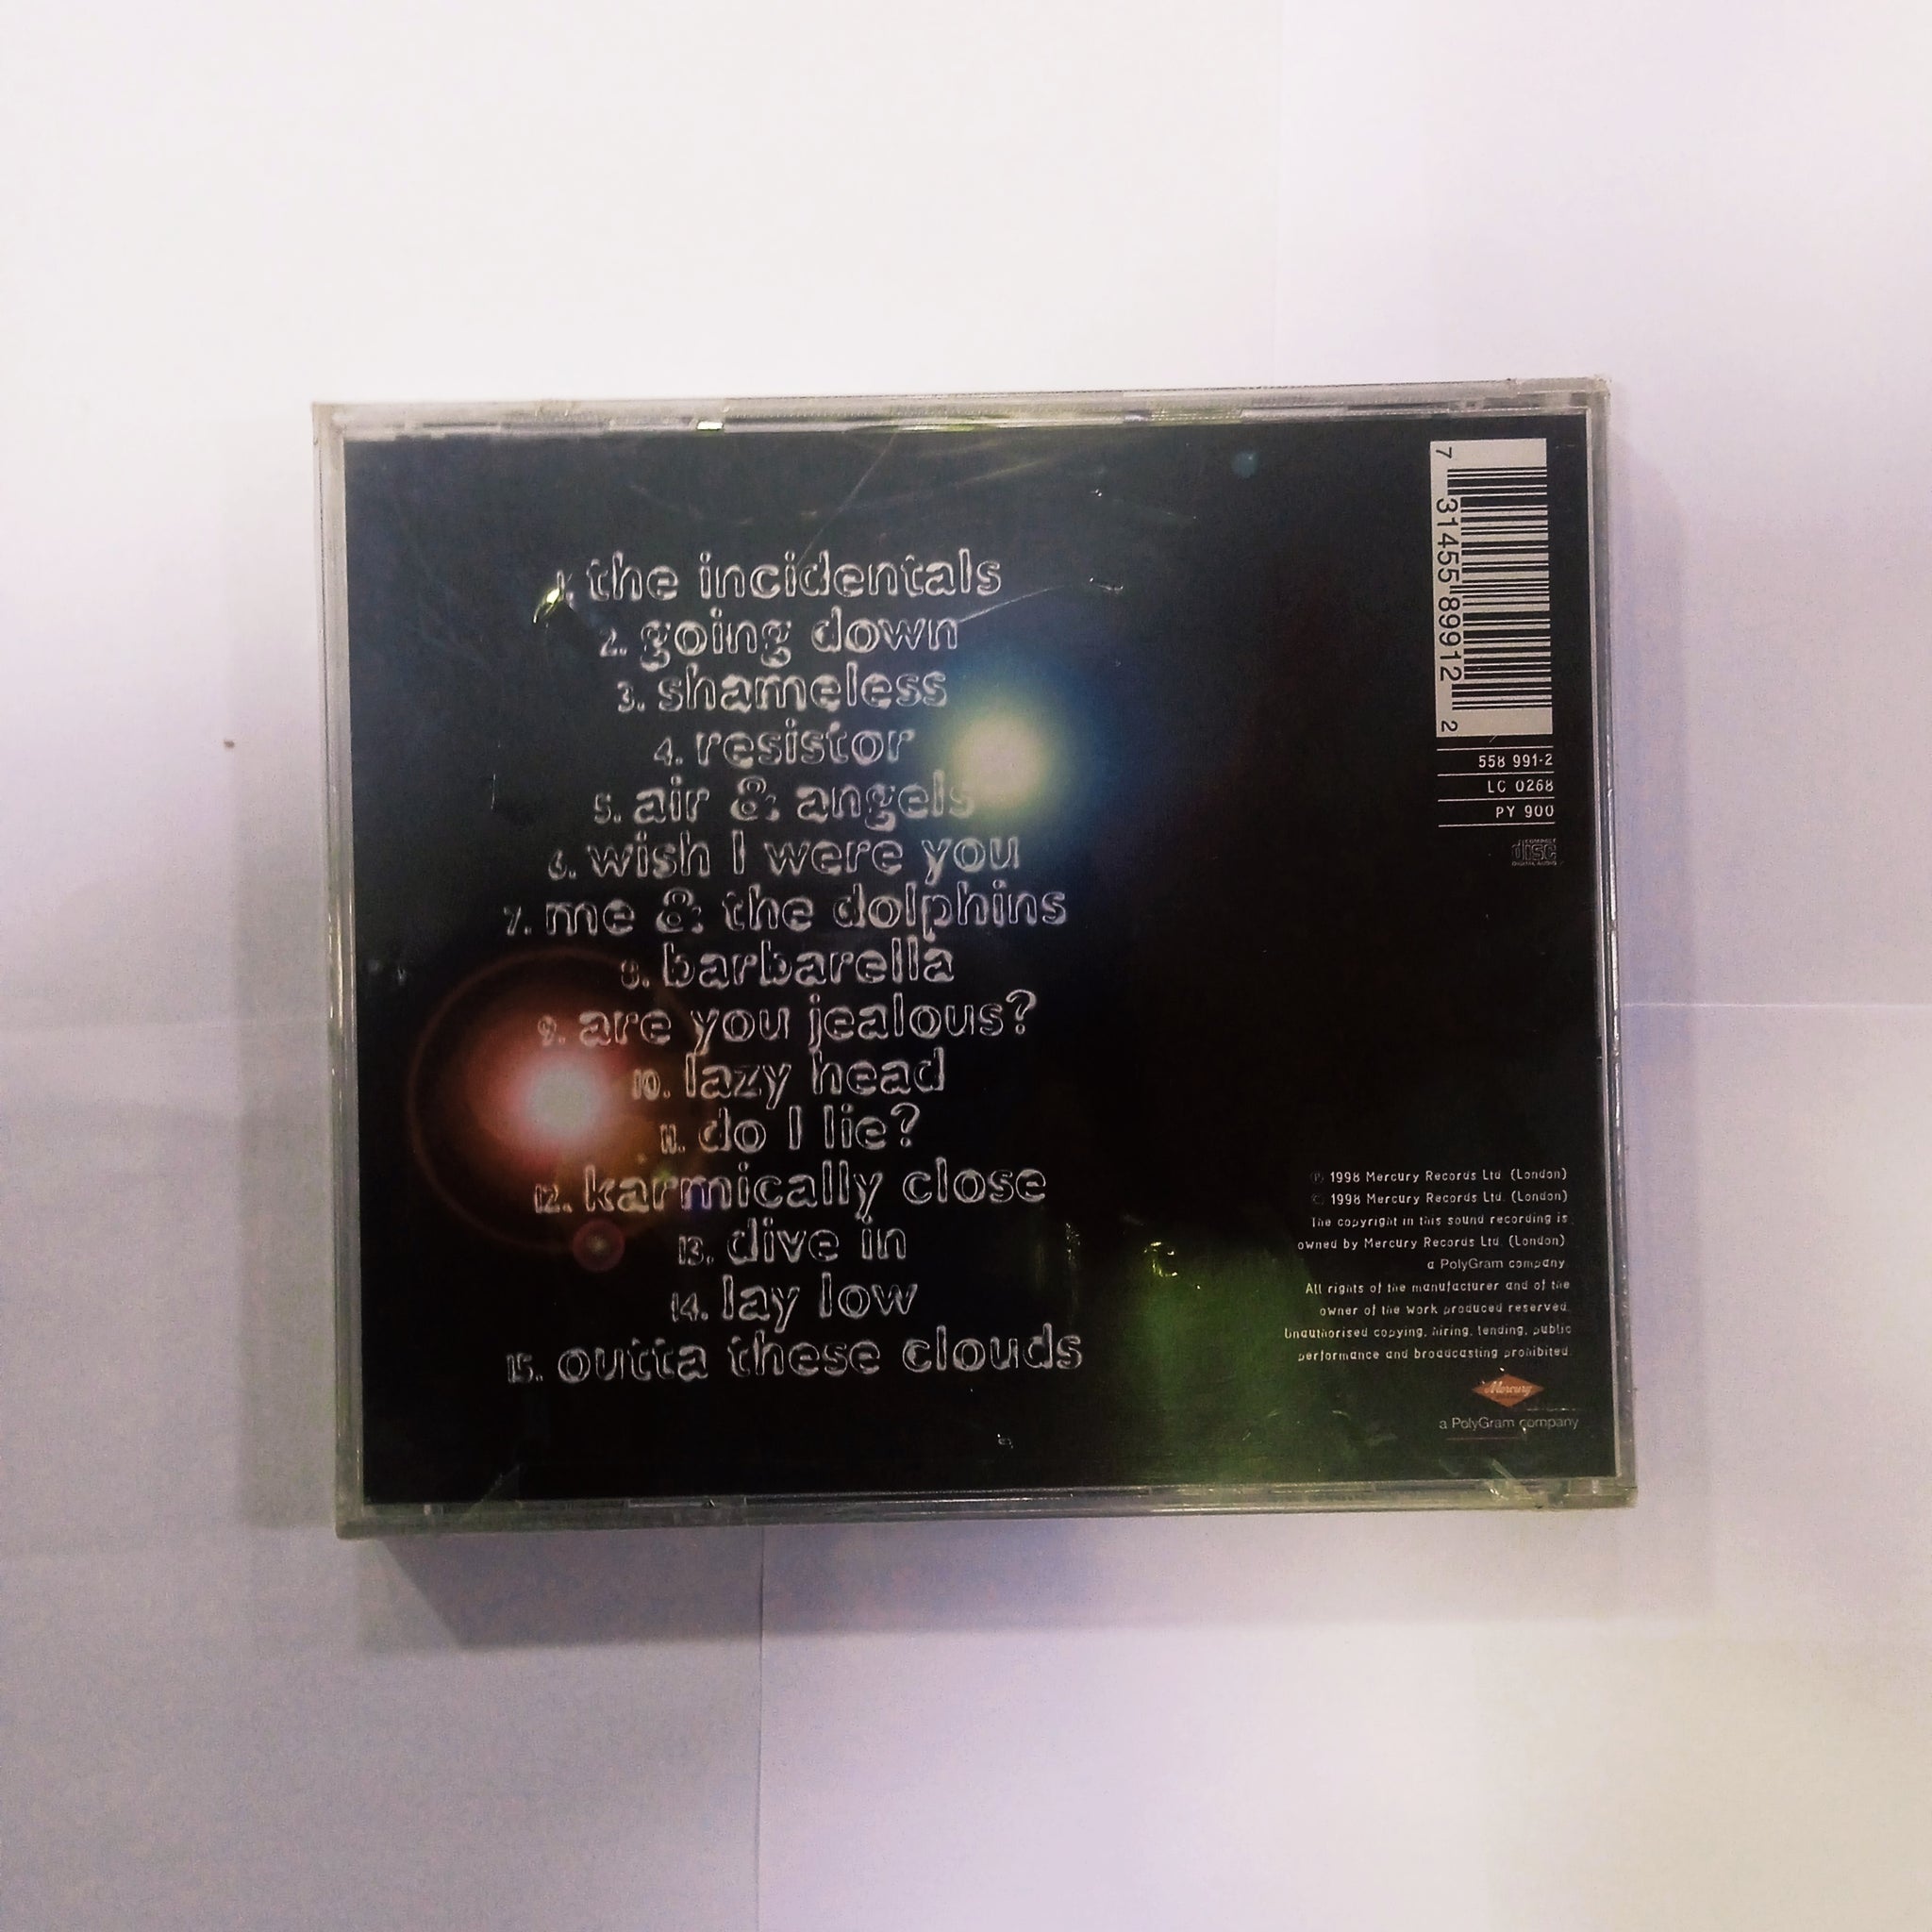 1. the incidentals
2. going down
3. shameless
4. resistor
5. air & angels
6. wish I were you
7. me & the dolphins
8. barbarella
9. are you jealous?
10. lazy head
11. do I lie?
12. karmically close
13. dive in
14. lay low
15. outta these clouds
7 31455 89912 2
558 991-2
LC 0268
PY 900
COMPACT
disc
DIGITAL AUDIO
℗ 1998 Mercury Records Ltd. (London)
© 1998 Mercury Records Ltd. (London)
The copyright in this sound recording is
owned by Mercury Records Ltd. (London)
a PolyGram company.
All rights of the manufacturer and of the
owner of the work produced reserved.
Unauthorised copying, hiring, lending, public
performance and broadcasting prohibited.
Mercury
a PolyGram company